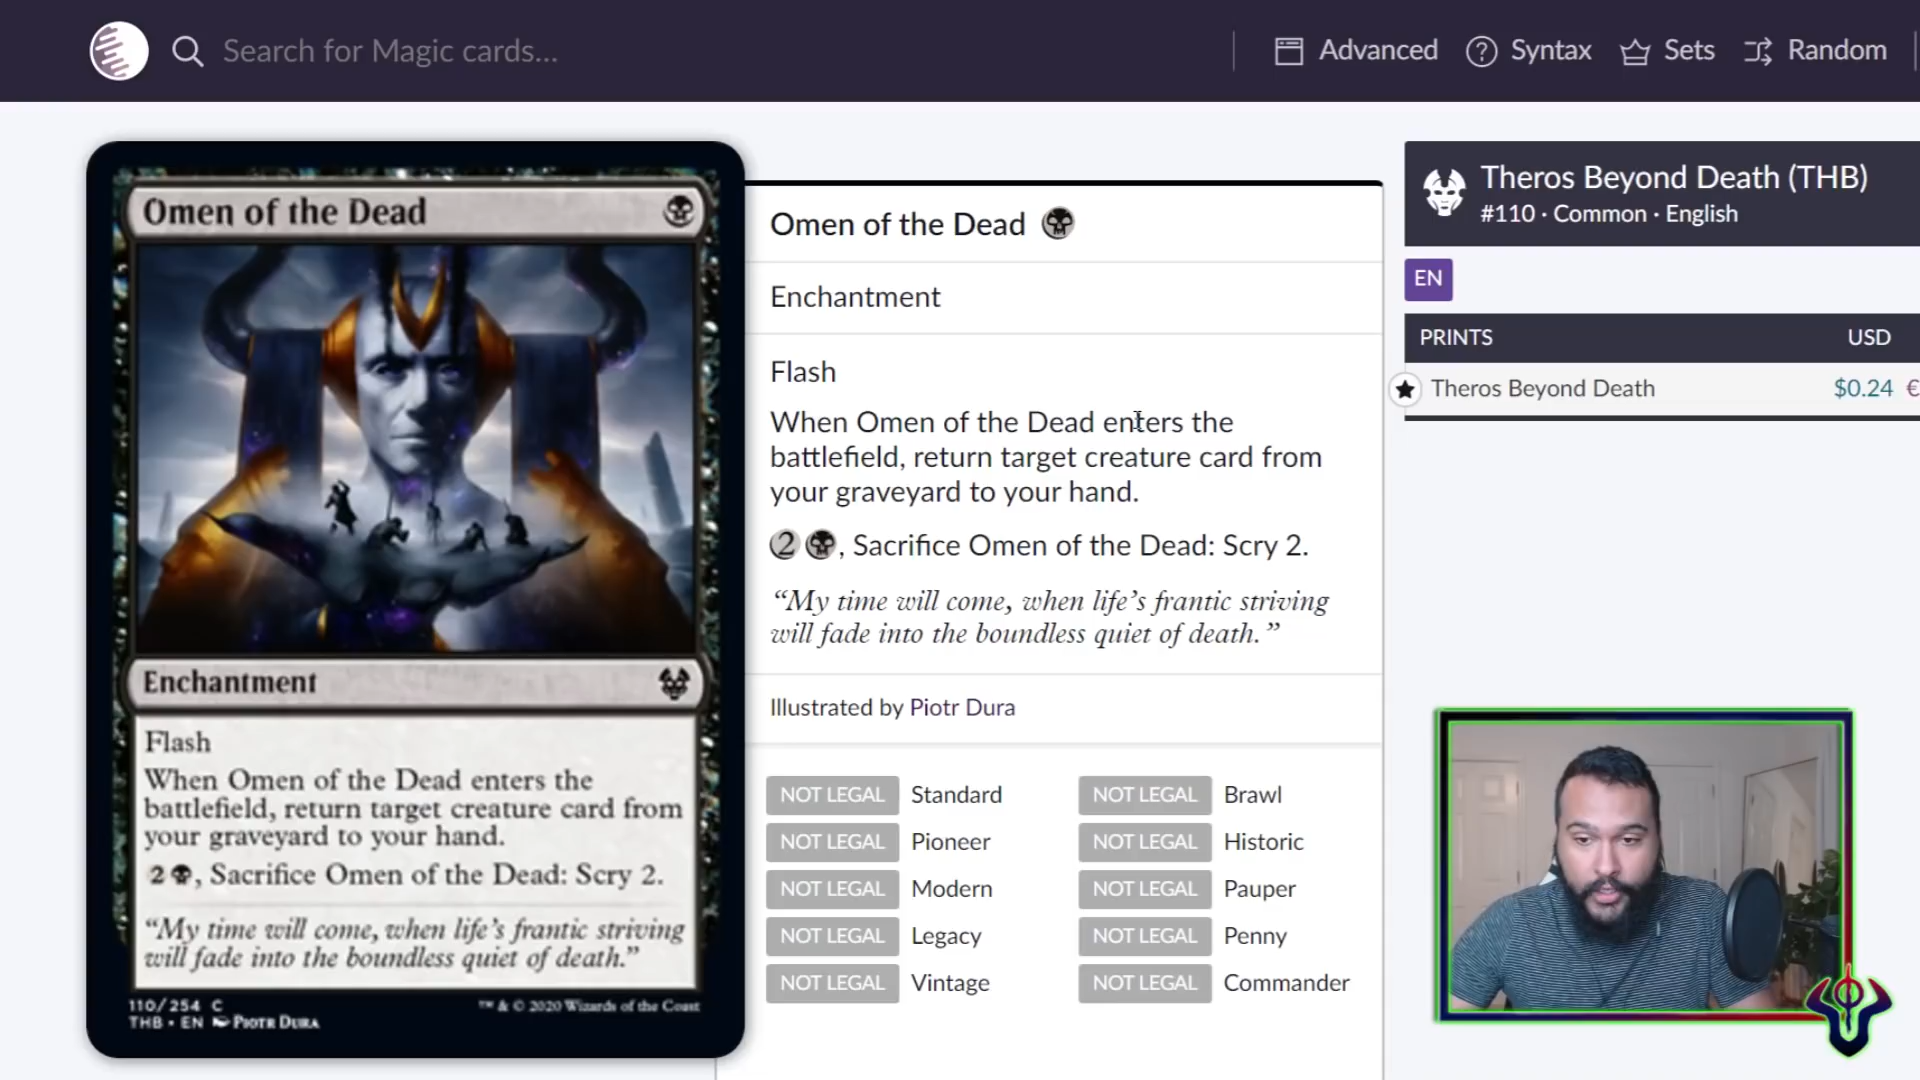 Search for Magic cards...
Advanced
Syntax
Sets
Random
Omen of the Dead
Enchantment
Flash
When Omen of the Dead enters the
battlefield, return target creature card from
your graveyard to your hand.
2, Sacrifice Omen of the Dead: Scry 2.
“My time will come, when life’s frantic striving
will fade into the boundless quiet of death.”
110/254 C
THB • EN Piotr Dura
™ & © 2020 Wizards of the Coast
Omen of the Dead
Enchantment
Flash
When Omen of the Dead enters the
battlefield, return target creature card from
your graveyard to your hand.
2, Sacrifice Omen of the Dead: Scry 2.
“My time will come, when life’s frantic striving
will fade into the boundless quiet of death.”
Illustrated by Piotr Dura
NOT LEGAL Standard NOT LEGAL Brawl
NOT LEGAL Pioneer NOT LEGAL Historic
NOT LEGAL Modern NOT LEGAL Pauper
NOT LEGAL Legacy NOT LEGAL Penny
NOT LEGAL Vintage NOT LEGAL Commander
Theros Beyond Death (THB)
#110 · Common · English
EN
PRINTS USD
Theros Beyond Death $0.24 €